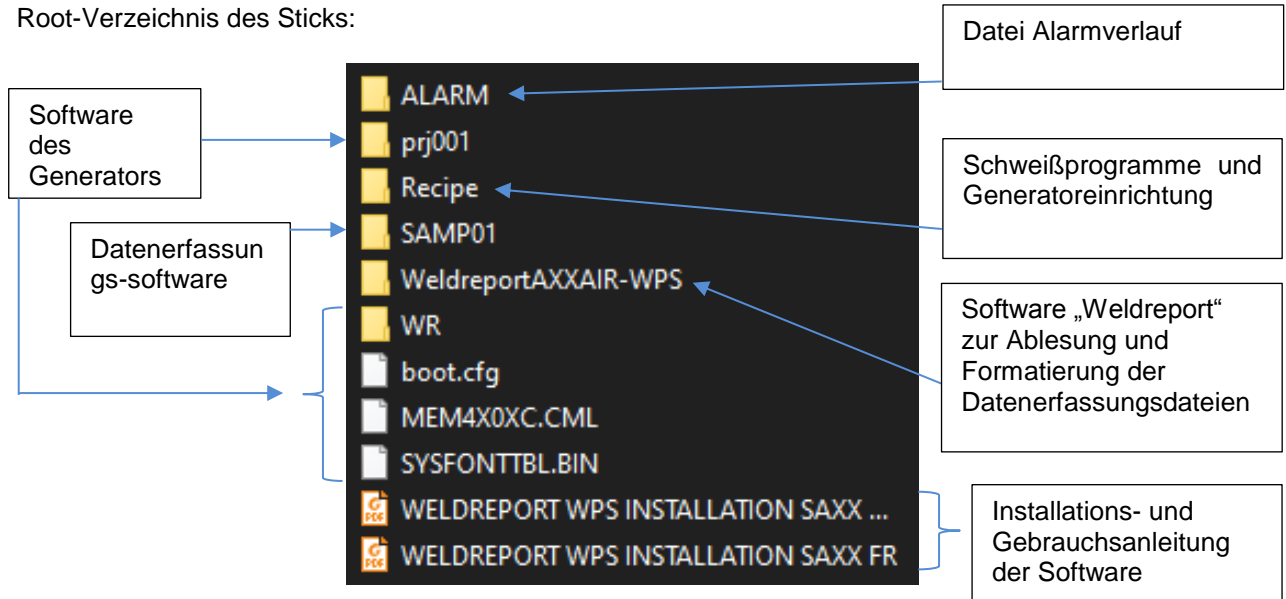 Root-Verzeichnis des Sticks:
Software
des
Generators
Datenerfassun
gs-software
ALARM
prj001
Recipe
SAMP01
WeldreportAXXAIR-WPS
WR
boot.cfg
MEM4X0XC.CML
SYSFONTTBL.BIN
WELDREPORT WPS INSTALLATION SAXX ...
WELDREPORT WPS INSTALLATION SAXX FR
Datei Alarmverlauf
Schweißprogramme und
Generatoreinrichtung
Software „Weldreport“
zur Ablesung und
Formatierung der
Datenerfassungsdateien
Installations- und
Gebrauchsanleitung
der Software